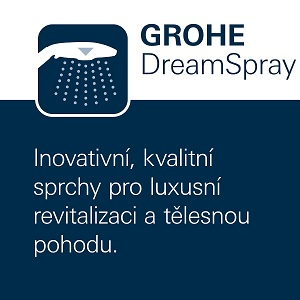 GROHE
DreamSpray
Inovativní, kvalitní
sprchy pro luxusní
revitalizaci a tělesnou
pohodu.